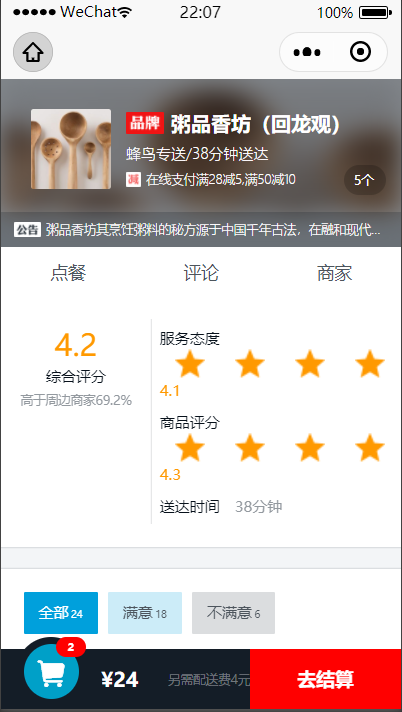 WeChat 22:07 100%
品牌 粥品香坊（回龙观）
蜂鸟专送/38分钟送达
减 在线支付满28减5,满50减10
5个
公告 粥品香坊其烹饪粥料的秘方源于中国千年古法，在融和现代...
点餐 评论 商家
4.2
综合评分
高于周边商家69.2%
服务态度
4.1
商品评分
4.3
送达时间 38分钟
全部 24 满意 18 不满意 6
2
¥24 另需配送费4元 去结算